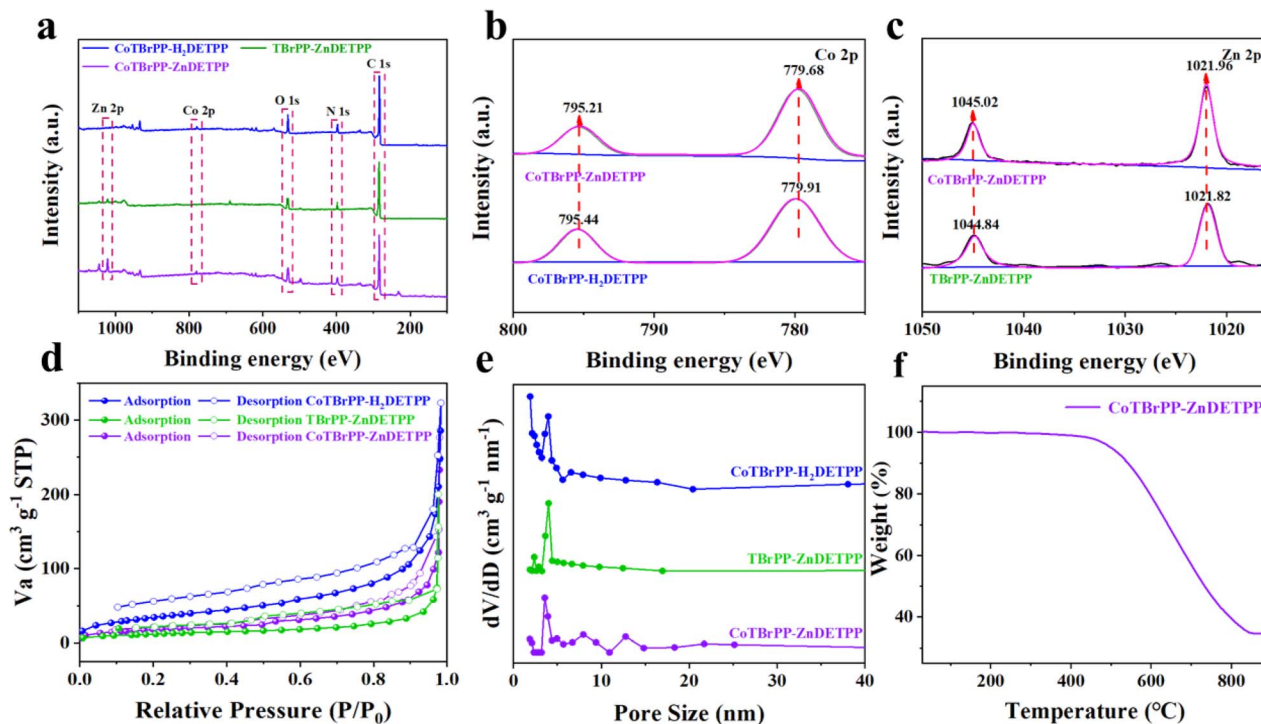 a
CoTBrPP-H₂DETPP
TBrPP-ZnDETPP
CoTBrPP-ZnDETPP
C 1s
Zn 2p
Co 2p
O 1s
N 1s
Intensity (a.u.)
1000 800 600 400 200
Binding energy (eV)
b
Co 2p
779.68
795.21
CoTBrPP-ZnDETPP
779.91
795.44
CoTBrPP-H₂DETPP
Intensity (a.u.)
800 790 780
Binding energy (eV)
c
Zn 2p
1021.96
1045.02
CoTBrPP-ZnDETPP
1021.82
1044.84
TBrPP-ZnDETPP
Intensity (a.u.)
1050 1040 1030 1020
Binding energy (eV)
d
Adsorption Desorption CoTBrPP-H₂DETPP
Adsorption Desorption TBrPP-ZnDETPP
Adsorption Desorption CoTBrPP-ZnDETPP
Va (cm³ g⁻¹ STP)
300
200
100
0
0.0 0.2 0.4 0.6 0.8 1.0
Relative Pressure (P/P₀)
e
CoTBrPP-H₂DETPP
TBrPP-ZnDETPP
CoTBrPP-ZnDETPP
dV/dD (cm³ g⁻¹ nm⁻¹)
0 10 20 30 40
Pore Size (nm)
f
CoTBrPP-ZnDETPP
Weight (%)
100
80
60
40
200 400 600 800
Temperature (°C)